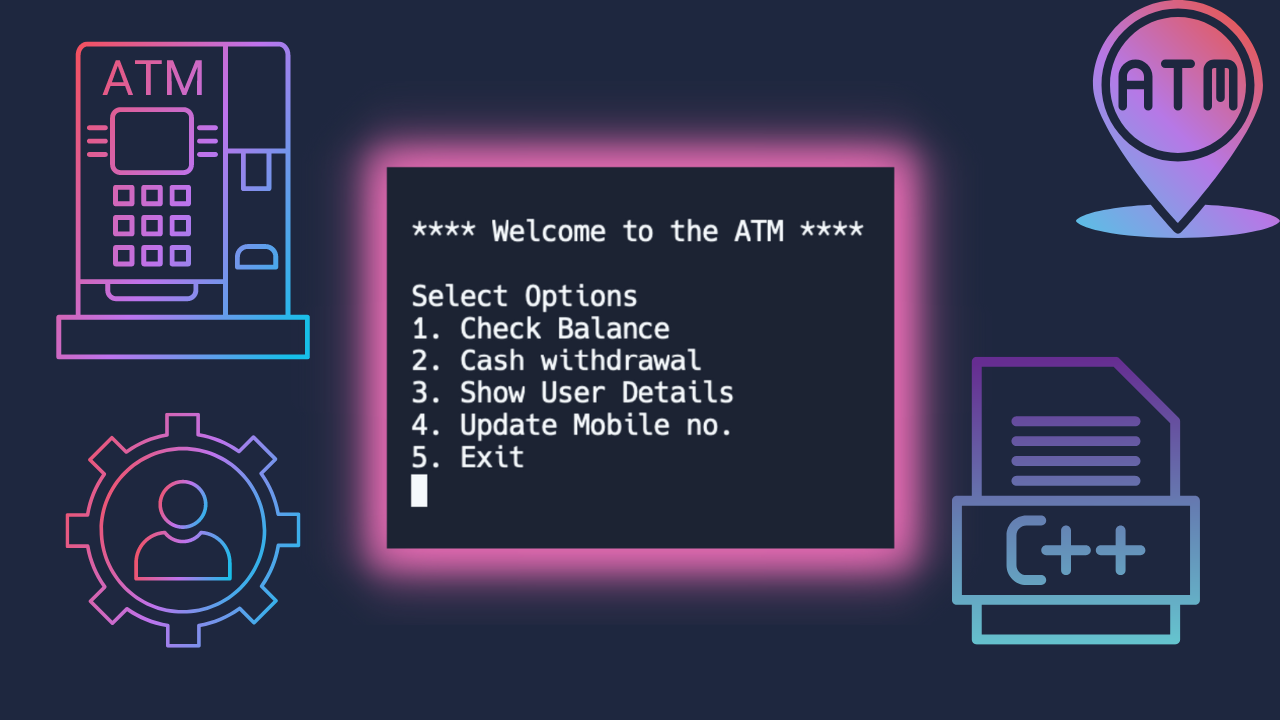 ATM
ATM
**** Welcome to the ATM ****
Select Options
1. Check Balance
2. Cash withdrawal
3. Show User Details
4. Update Mobile no.
5. Exit
C++